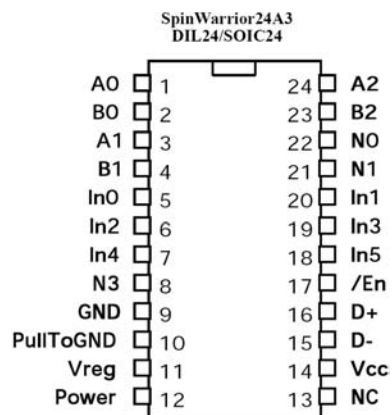 SpinWarrior24A3
DIL24/SOIC24
A0 1 24 A2
B0 2 23 B2
A1 3 22 N0
B1 4 21 N1
In0 5 20 In1
In2 6 19 In3
In4 7 18 In5
N3 8 17 /En
GND 9 16 D+
PullToGND 10 15 D-
Vreg 11 14 Vcc
Power 12 13 NC